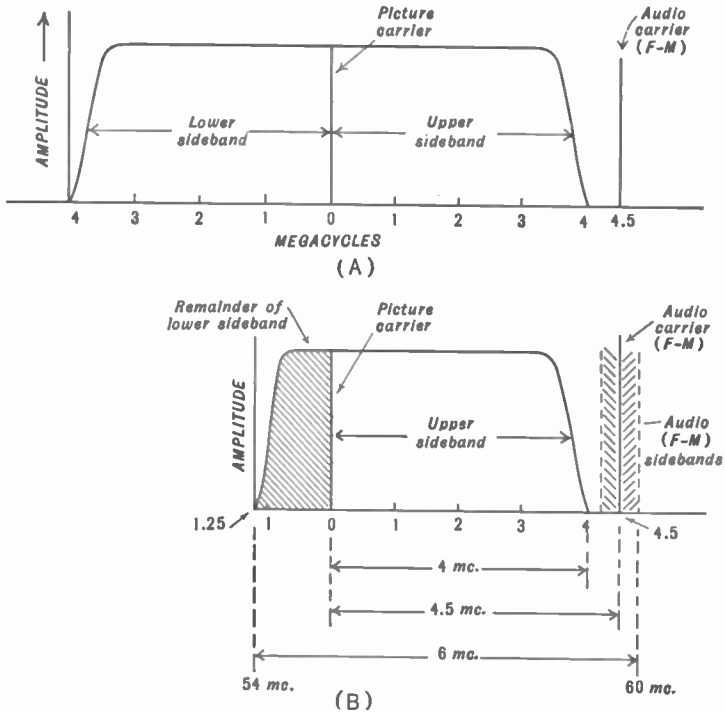 Picture
carrier
Audio
carrier
(F-M)
AMPLITUDE
Lower
sideband
Upper
sideband
4 3 2 1 0 1 2 3 4 4.5
MEGACYCLES
(A)
Remainder of
lower sideband
Picture
carrier
Audio
carrier
(F-M)
AMPLITUDE
Upper
sideband
Audio
(F-M)
sidebands
1.25 1 0 1 2 3 4 4.5
4 mc.
4.5 mc.
6 mc.
54 mc. 60 mc.
(B)